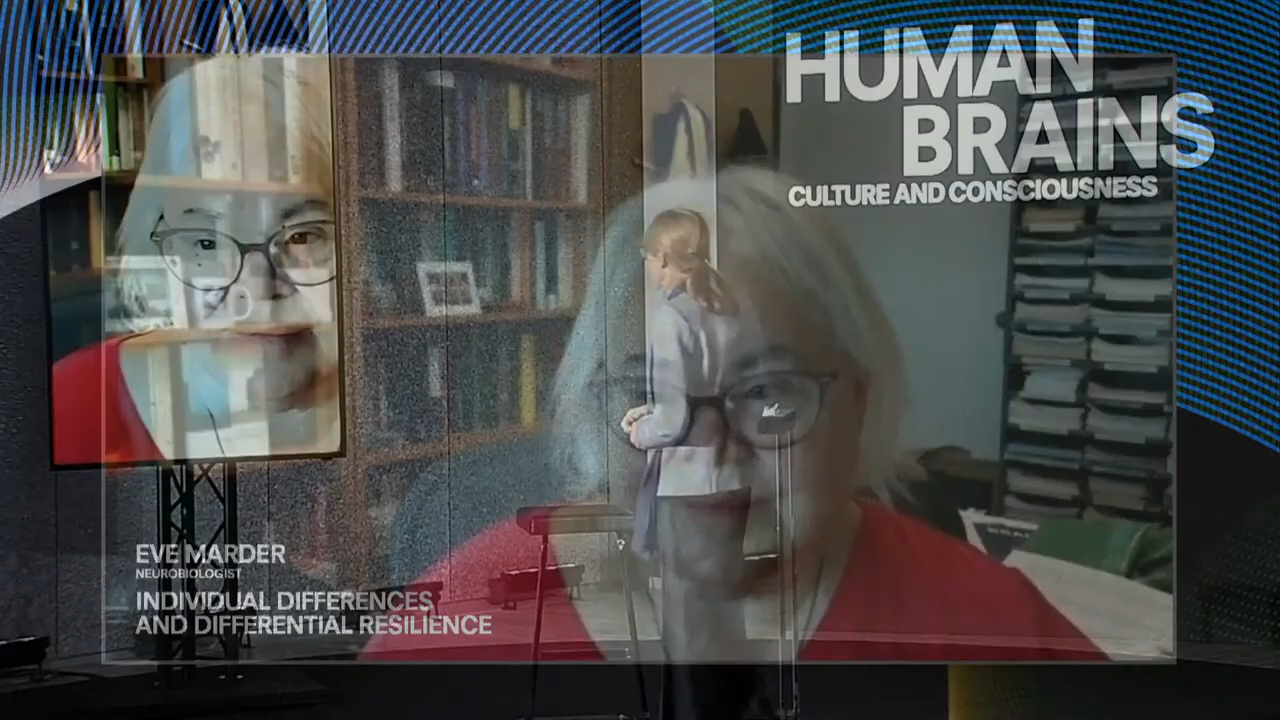 HUMAN
BRAINS
CULTURE AND CONSCIOUSNESS
EVE MARDER
NEUROBIOLOGIST
INDIVIDUAL DIFFERENCES
AND DIFFERENTIAL RESILIENCE